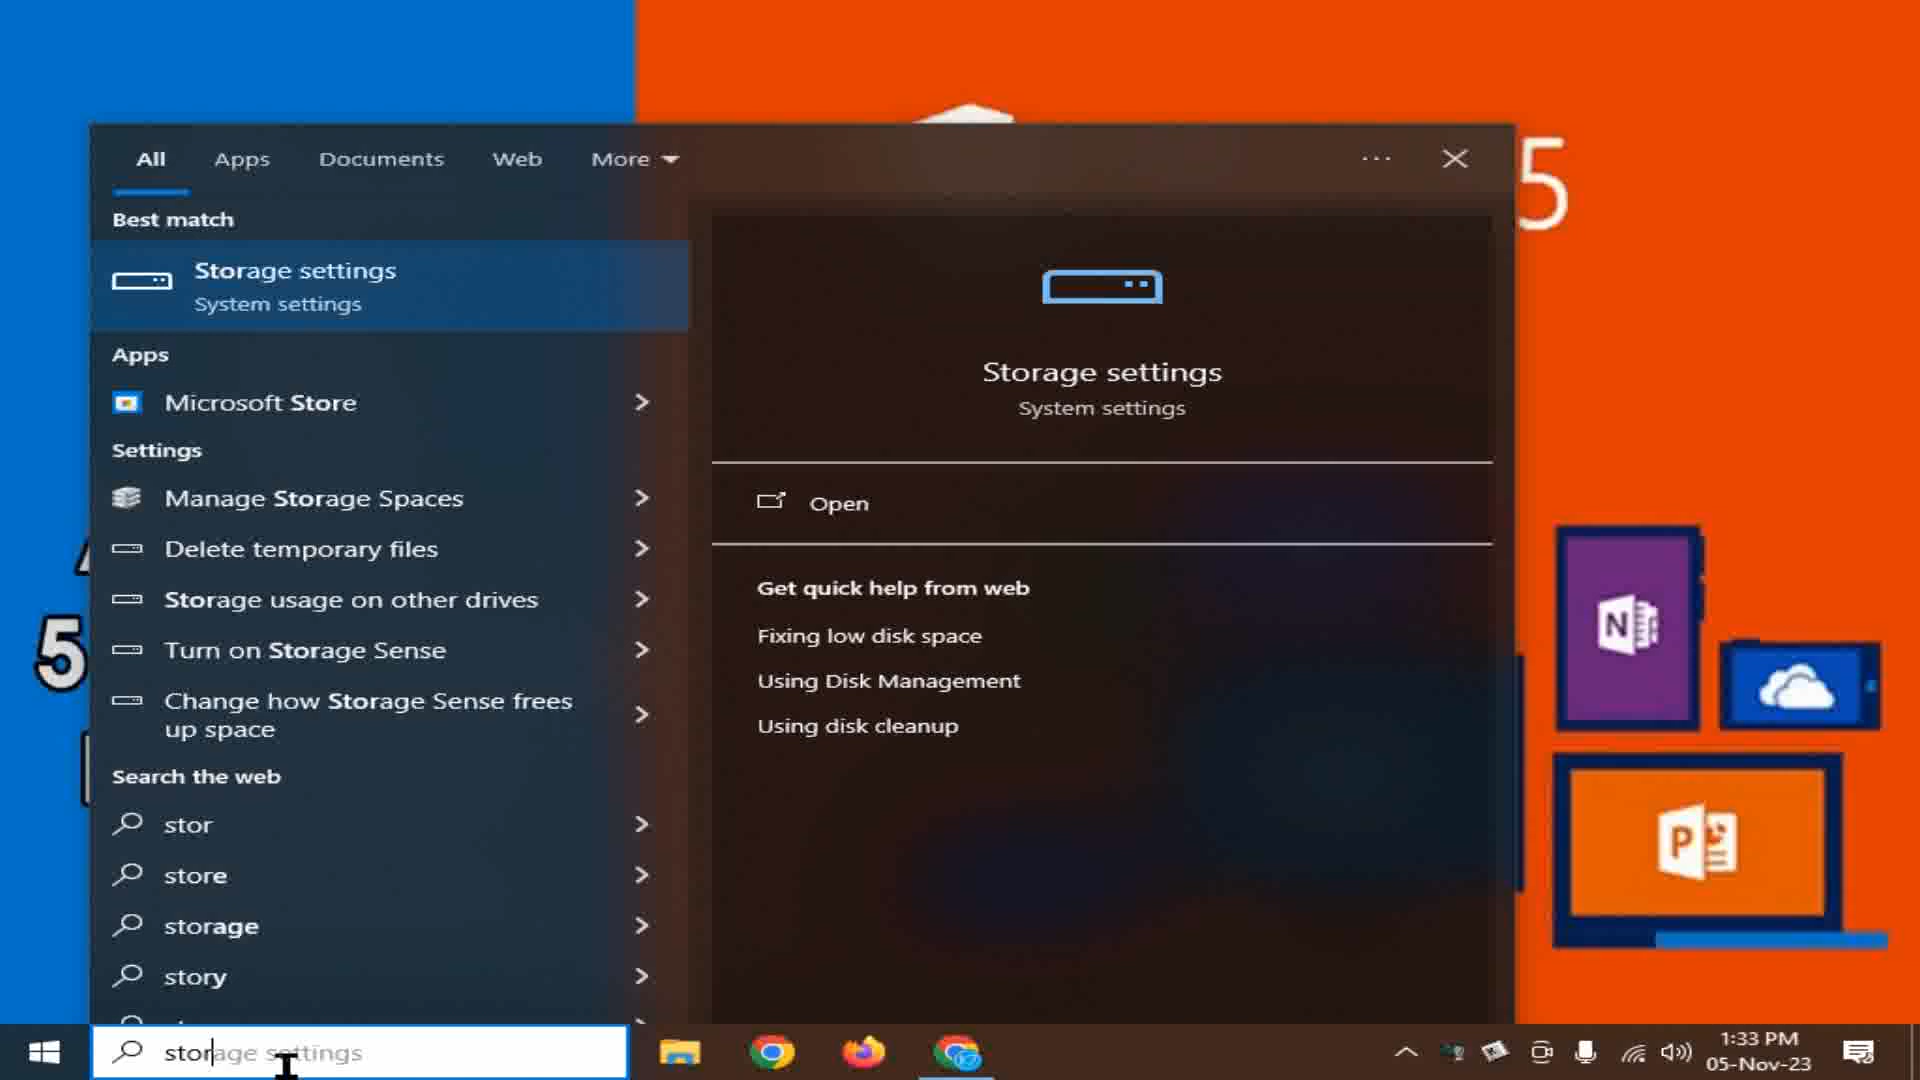 All Apps Documents Web More
Best match
Storage settings
System settings
Apps
Microsoft Store
Settings
Manage Storage Spaces
Delete temporary files
Storage usage on other drives
Turn on Storage Sense
Change how Storage Sense frees
up space
Search the web
stor
store
storage
story
storage settings
Storage settings
System settings
Open
Get quick help from web
Fixing low disk space
Using Disk Management
Using disk cleanup
5
5
N
P
1:33 PM
05-Nov-23